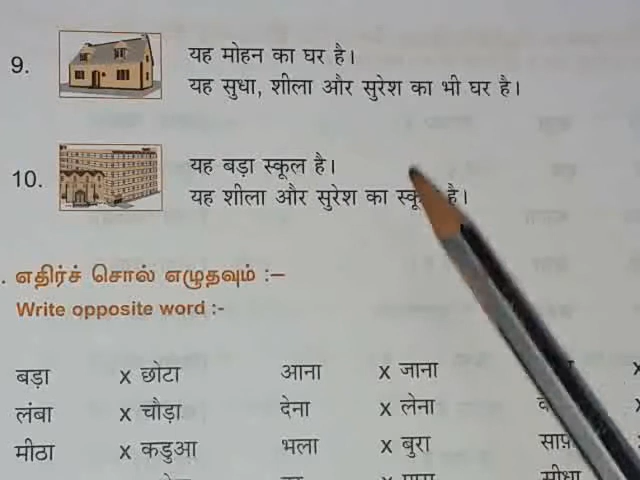 9. यह मोहन का घर है।
यह सुधा, शीला और सुरेश का भी घर है।
10. यह बड़ा स्कूल है।
यह शीला और सुरेश का है।
. எதிர்ச் சொல் எழுதவும் :–
Write opposite word :-
बड़ा x छोटा आना x जाना x
लंबा x चौड़ा देना x लेना x
मीठा x कडुआ भला x बुरा साफ़